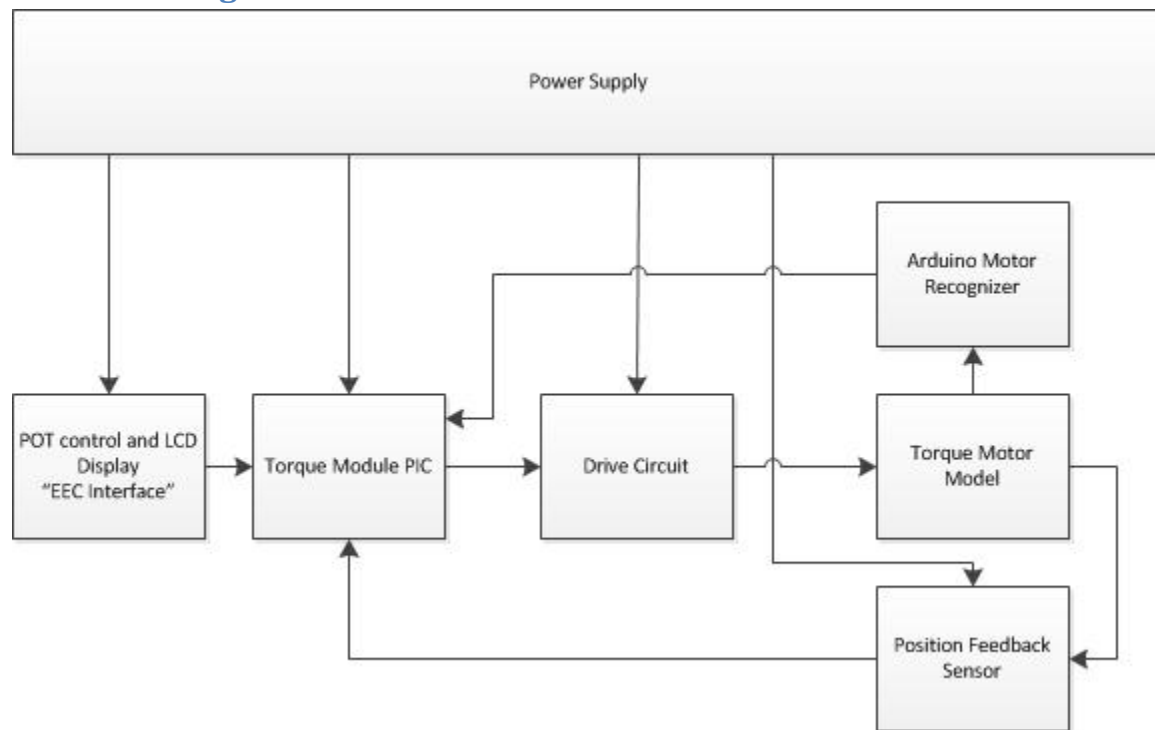 Power Supply
Arduino Motor
Recognizer
POT control and LCD
Display
“EEC Interface”
Torque Module PIC
Drive Circuit
Torque Motor
Model
Position Feedback
Sensor